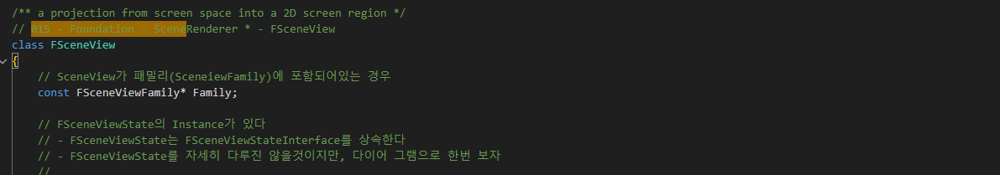 /** a projection from screen space into a 2D screen region */
// 015 - Foundation - SceneRenderer * - FSceneView
class FSceneView
{
// SceneView가 패밀리(SceneiewFamily)에 포함되어있는 경우
const FSceneViewFamily* Family;
// FSceneViewState의 Instance가 있다
// - FSceneViewState는 FSceneViewStateInterface를 상속한다
// - FSceneViewState를 자세히 다루진 않을것이지만, 다이어 그램으로 한번 보자
//